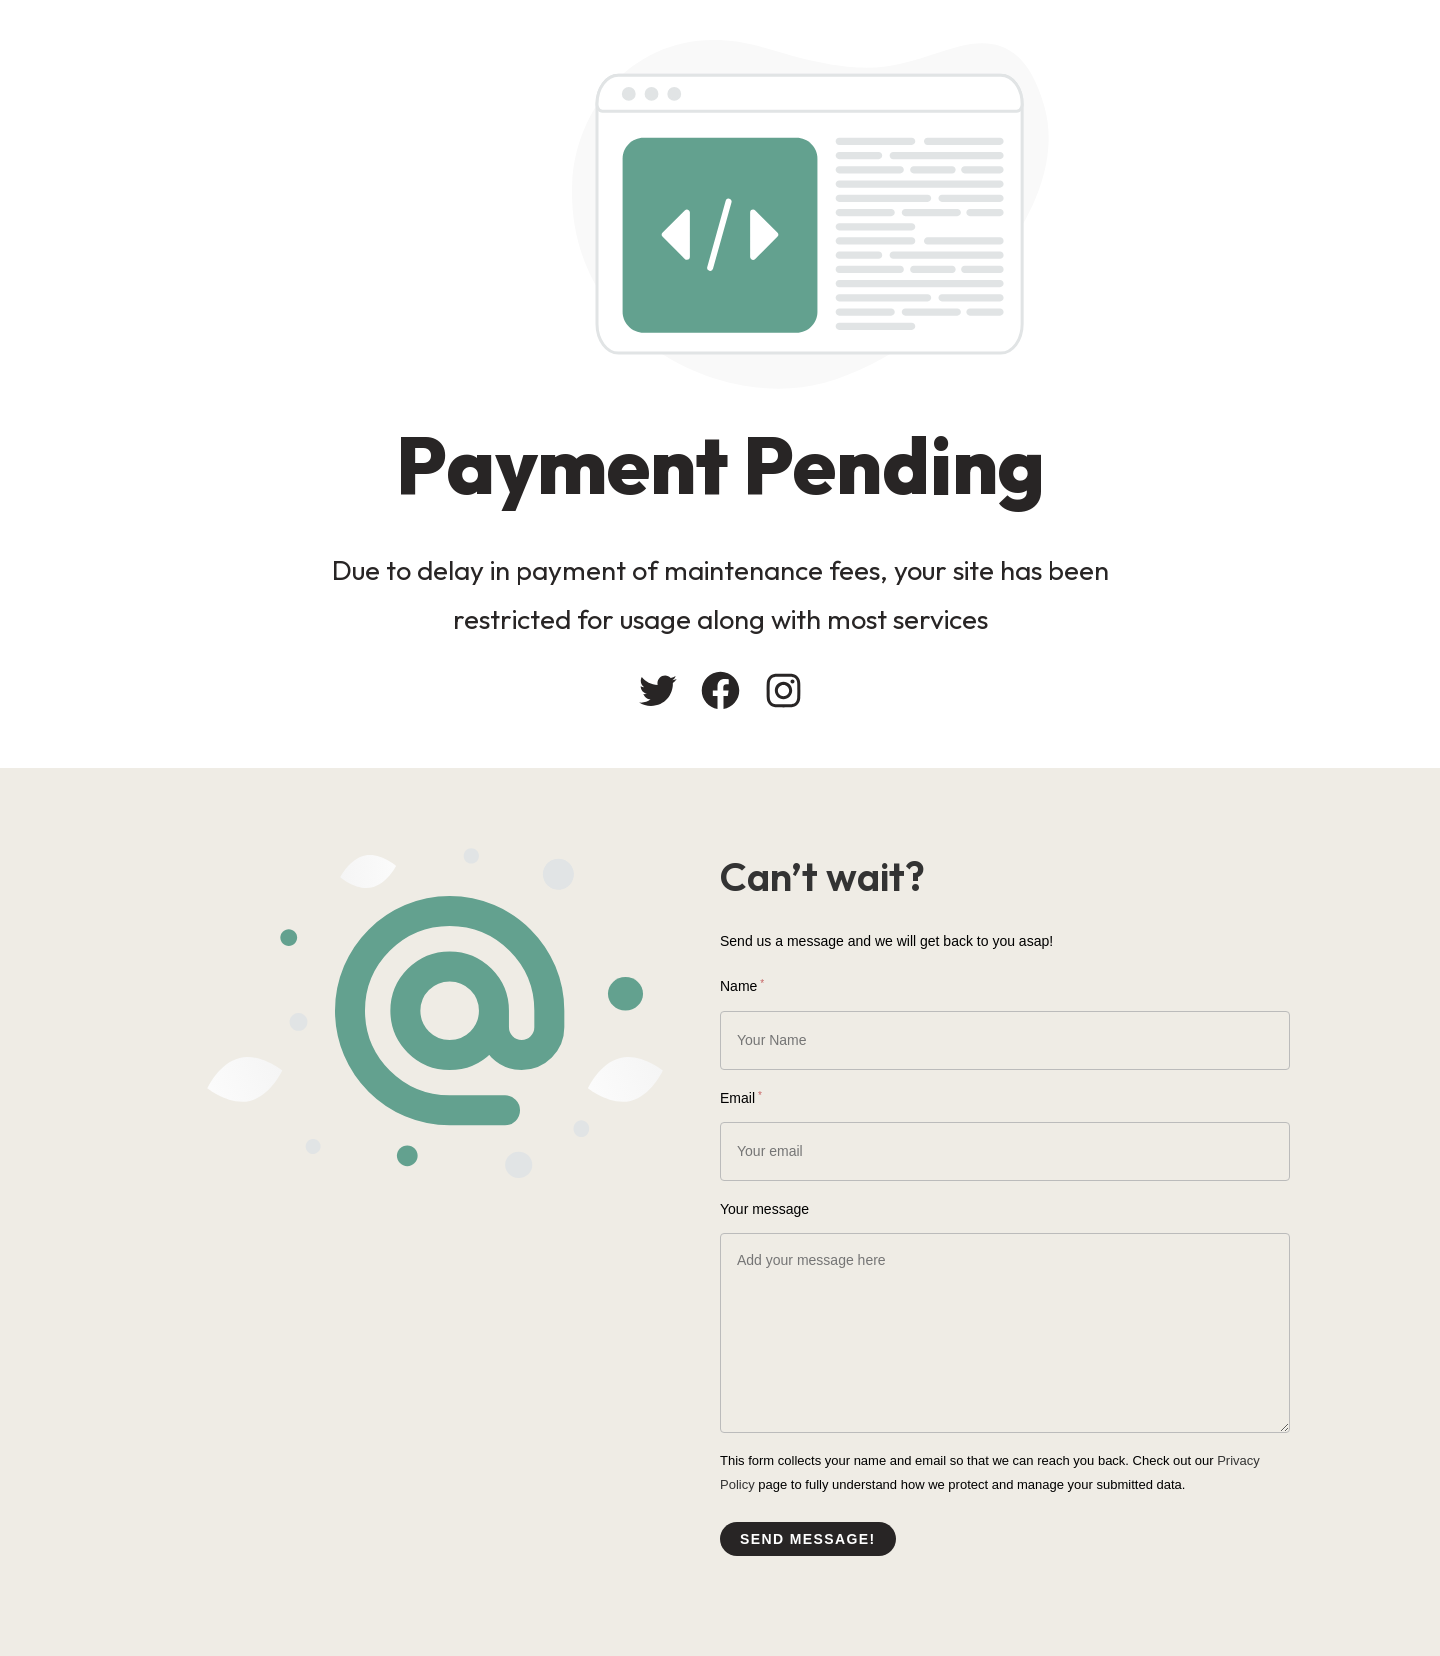 Payment Pending
Due to delay in payment of maintenance fees, your site has been
restricted for usage along with most services
Can’t wait?
Send us a message and we will get back to you asap!
Name *
Your Name
Email *
Your email
Your message
Add your message here
This form collects your name and email so that we can reach you back. Check out our Privacy
Policy page to fully understand how we protect and manage your submitted data.
SEND MESSAGE!